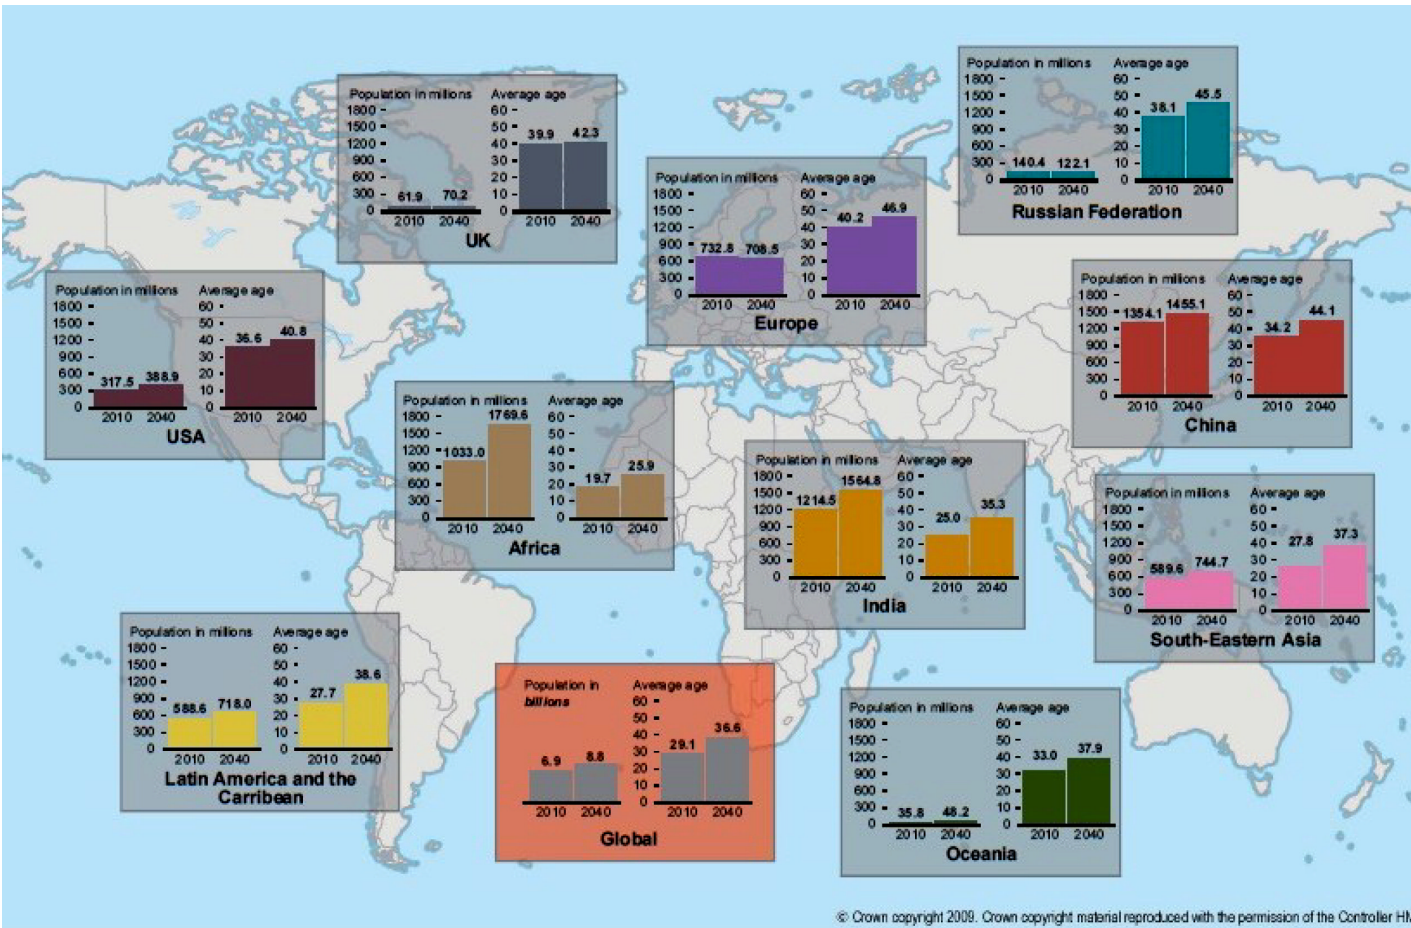 Population in millions Average age
1800 60
1500 50
1200 40
900 30
600 20
300 10
0 0
61.9 70.2 39.9 42.3
2010 2040 2010 2040
UK
Population in millions Average age
1800 60
1500 50
1200 40
900 30
600 20
300 10
0 0
140.4 122.1 38.1 45.5
2010 2040 2010 2040
Russian Federation
Population in millions Average age
1800 60
1500 50
1200 40
900 30
600 20
300 10
0 0
732.8 708.5 40.2 46.9
2010 2040 2010 2040
Europe
Population in millions Average age
1800 60
1500 50
1200 40
900 30
600 20
300 10
0 0
317.5 388.9 36.6 40.8
2010 2040 2010 2040
USA
Population in millions Average age
1800 60
1500 50
1200 40
900 30
600 20
300 10
0
1354.1 1455.1 34.2 44.1
2010 2040 2010 2040
China
Population in millions Average age
1800 60
1500 50
1200 40
900 30
600 20
300 10
0 0
1033.0 1769.6 19.7 25.9
2010 2040 2010 2040
Africa
Population in millions Average age
1800 60
1500 50
1200 40
900 30
600 20
300 10
0 0
1214.5 1564.8 25.0 35.3
2010 2040 2010 2040
India
Population in millions Average age
1800 60
1500 50
1200 40
900 30
600 20
300 10
0 0
589.6 744.7 27.8 37.3
2010 2040 2010 2040
South-Eastern Asia
Population in millions Average age
1800 60
1500 50
1200 40
900 30
600 20
300 10
0 0
588.6 718.0 27.7 38.6
2010 2040 2010 2040
Latin America and the
Carribean
Population in Average age
billions
60
50
40
30
20
10
0
6.9 8.8 29.1 36.6
2010 2040 2010 2040
Global
Population in millions Average age
1800 60
1500 50
1200 40
900 30
600 20
300 10
0 0
35.8 48.2 33.0 37.9
2010 2040 2010 2040
Oceania
© Crown copyright 2009. Crown copyright material reproduced with the permission of the Controller